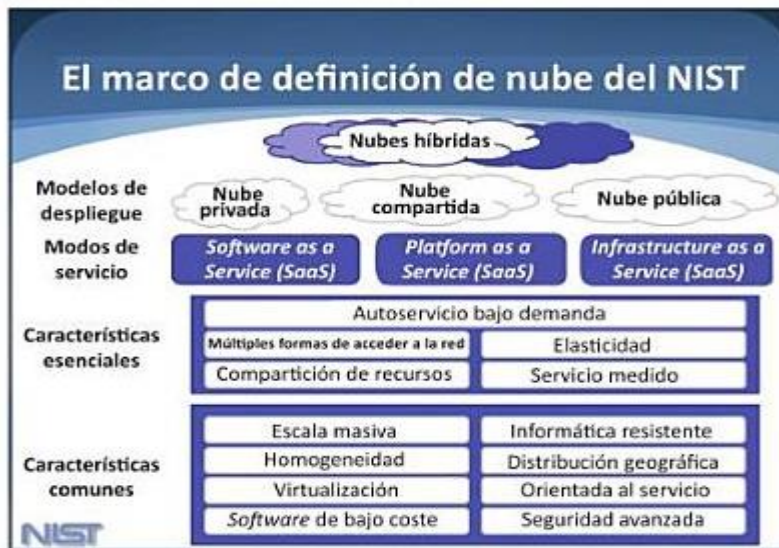 El marco de definición de nube del NIST
Nubes híbridas
Modelos de
despliegue
Nube
privada
Nube
compartida
Nube pública
Modos de
servicio
Software as a
Service (SaaS)
Platform as a
Service (SaaS)
Infrastructure as a
Service (SaaS)
Características
esenciales
Autoservicio bajo demanda
Múltiples formas de acceder a la red
Elasticidad
Compartición de recursos
Servicio medido
Características
comunes
Escala masiva
Informática resistente
Homogeneidad
Distribución geográfica
Virtualización
Orientada al servicio
Software de bajo coste
Seguridad avanzada
NIST